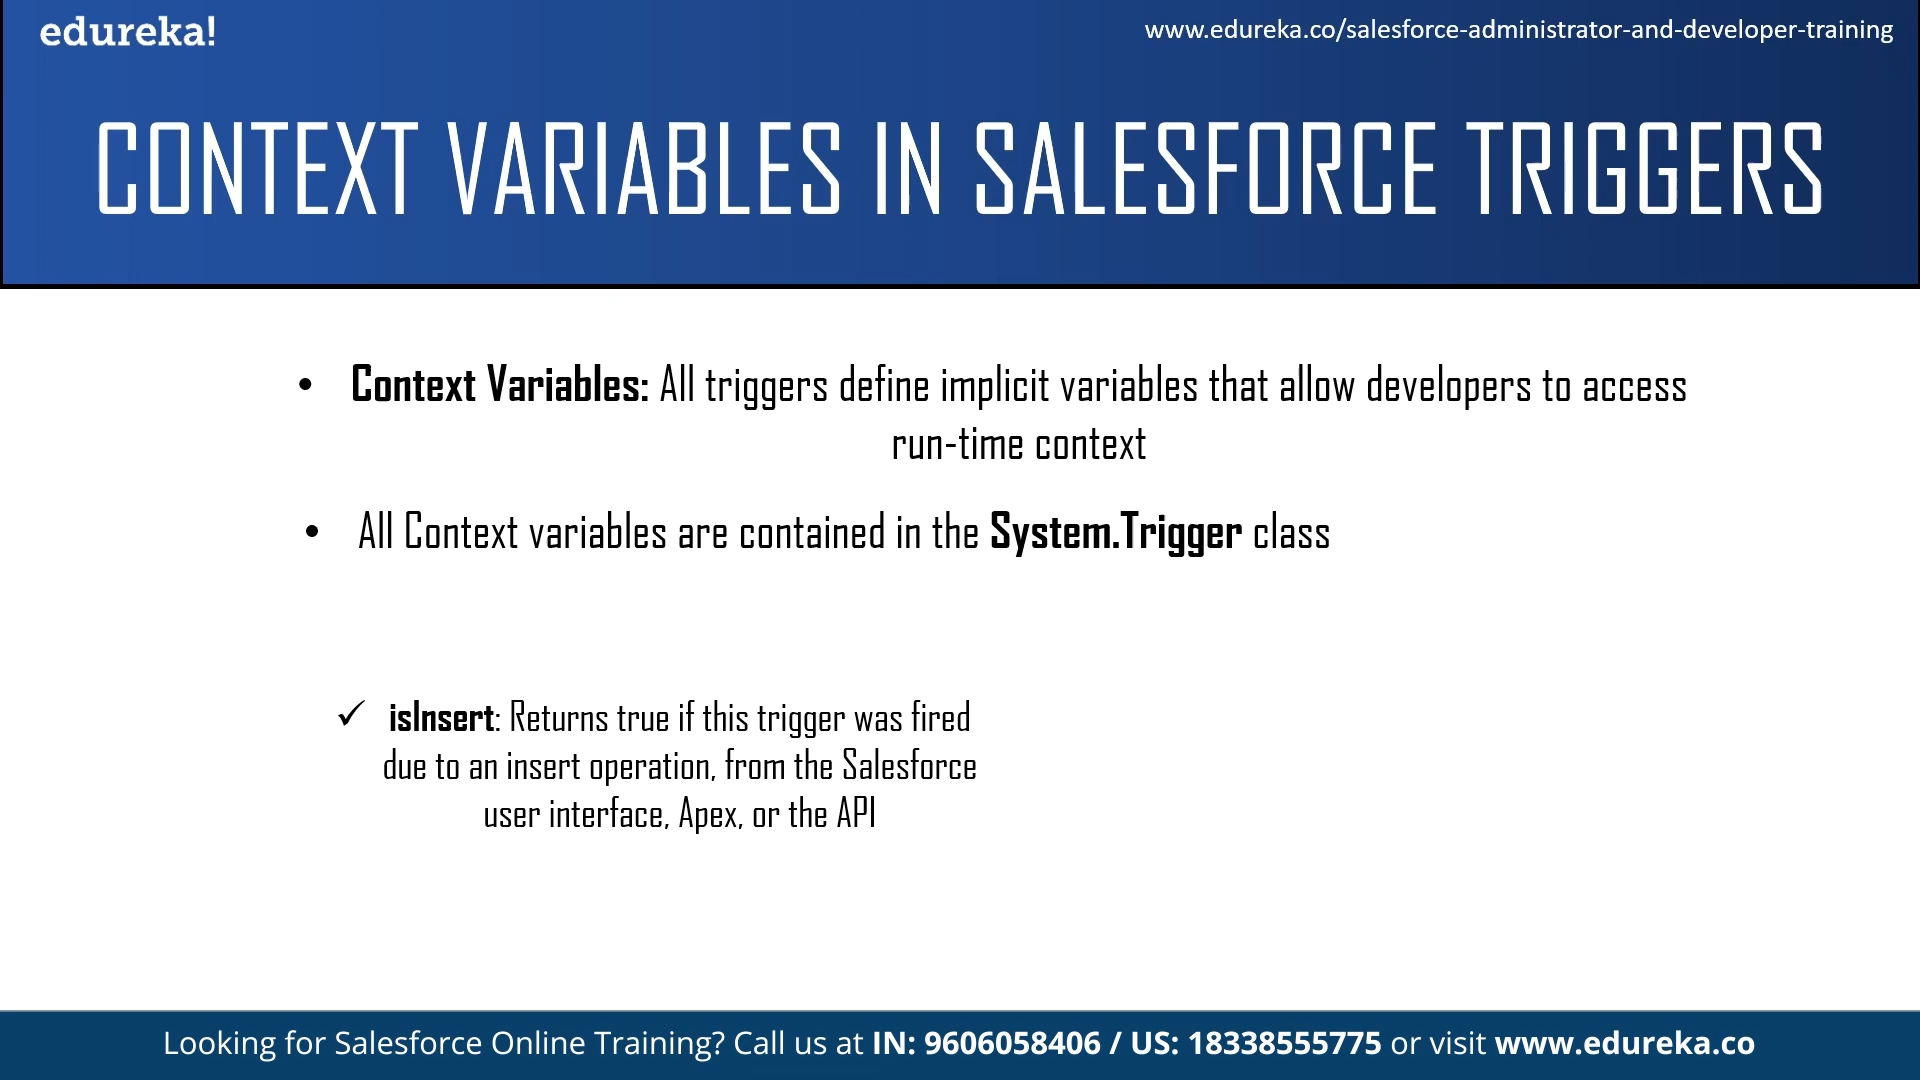 edureka!
www.edureka.co/salesforce-administrator-and-developer-training
CONTEXT VARIABLES IN SALESFORCE TRIGGERS
• Context Variables: All triggers define implicit variables that allow developers to access
run-time context
• All Context variables are contained in the System.Trigger class
✓ isInsert: Returns true if this trigger was fired
due to an insert operation, from the Salesforce
user interface, Apex, or the API
Looking for Salesforce Online Training? Call us at IN: 9606058406 / US: 18338555775 or visit www.edureka.co